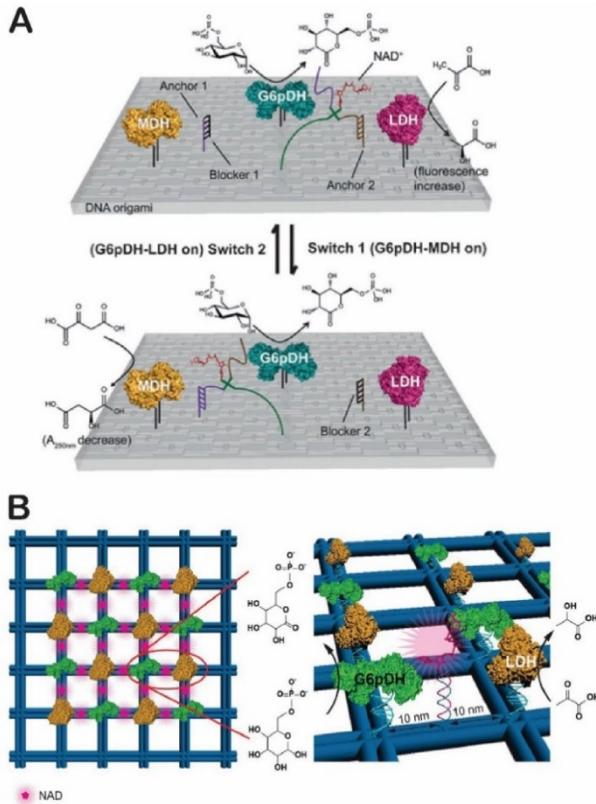 A
Anchor 1
NAD⁺
MDH
G6pDH
LDH
Blocker 1
Anchor 2
(fluorescence
increase)
DNA origami
(G6pDH-LDH on) Switch 2
Switch 1 (G6pDH-MDH on)
MDH
G6pDH
LDH
(A250nm decrease)
Blocker 2
B
G6pDH
LDH
10 nm
10 nm
NAD